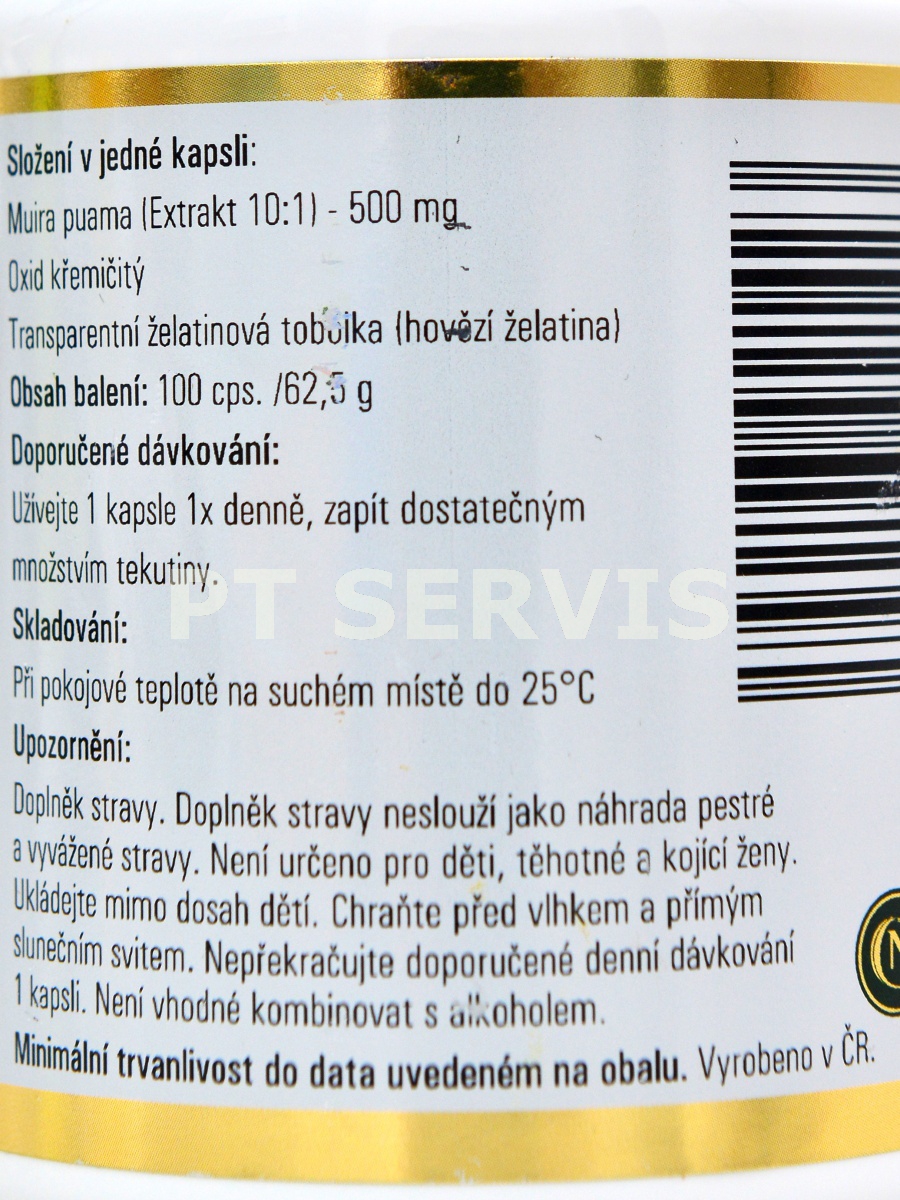 Složení v jedné kapsli:
Muira puama (Extrakt 10:1) - 500 mg
Oxid křemičitý
Transparentní želatinová tobolka (hovězí želatina)
Obsah balení: 100 cps. /62,5 g
Doporučené dávkování:
Užívejte 1 kapsle 1x denně, zapít dostatečným
množstvím tekutiny.
PT SERVIS
Skladování:
Při pokojové teplotě na suchém místě do 25°C
Upozornění:
Doplněk stravy. Doplněk stravy neslouží jako náhrada pestré
a vyvážené stravy. Není určeno pro děti, těhotné a kojící ženy.
Ukládejte mimo dosah dětí. Chraňte před vlhkem a přímým
slunečním svitem. Nepřekračujte doporučené denní dávkování
1 kapsli. Není vhodné kombinovat s alkoholem.
Minimální trvanlivost do data uvedeném na obalu. Vyrobeno v ČR.